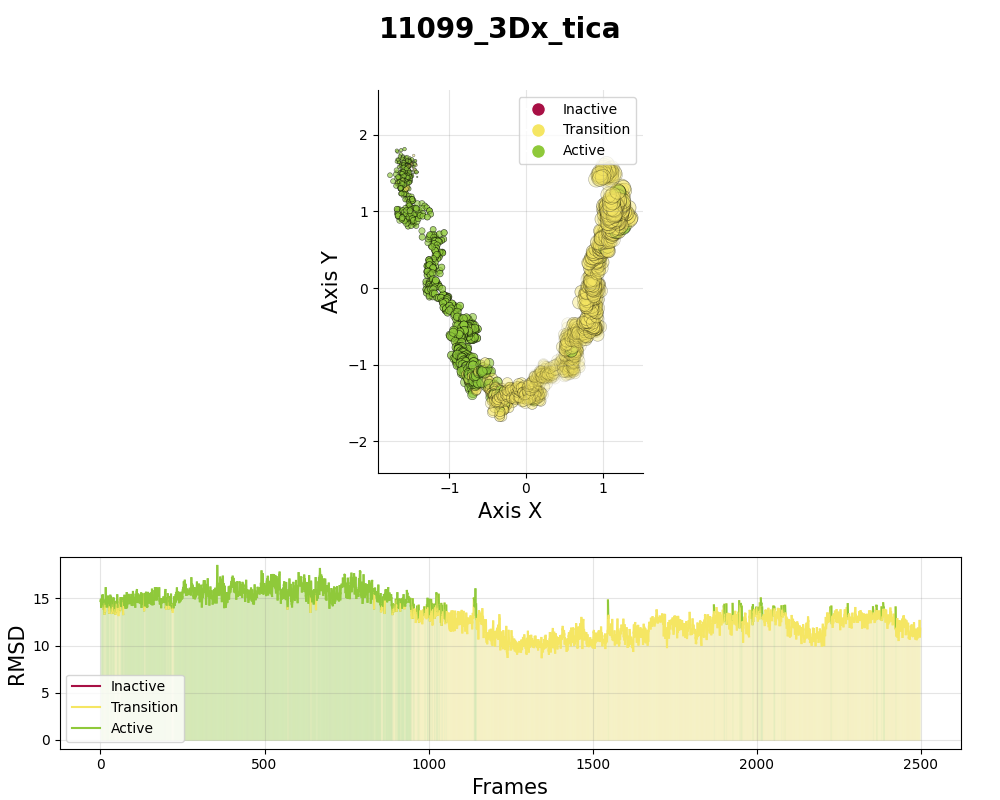 11099_3Dx_tica
Inactive
Transition
Active
2
1
0
−1
−2
Axis Y
−1 0 1
Axis X
15
10
5
0
RMSD
Inactive
Transition
Active
0 500 1000 1500 2000 2500
Frames